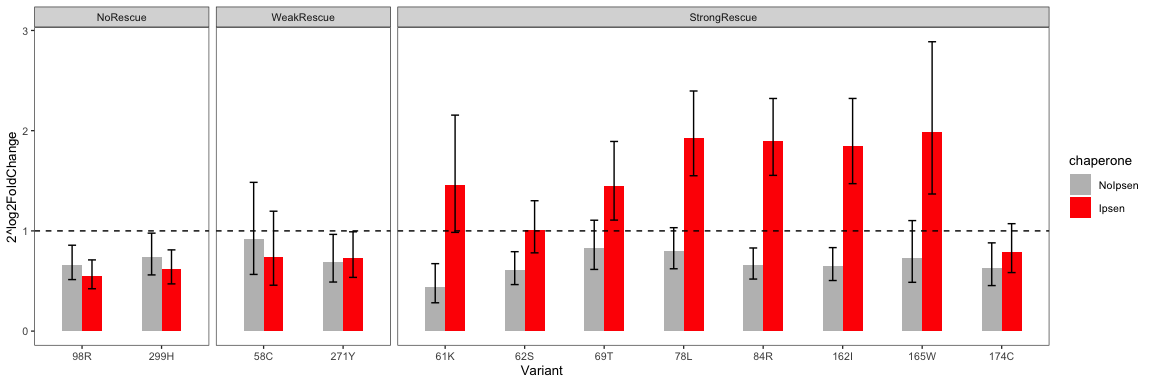 NoRescue WeakRescue StrongRescue
3
2
1
0
2^log2FoldChange
98R 299H 58C 271Y 61K 62S 69T 78L 84R 162I 165W 174C
Variant
chaperone
NoIpsen
Ipsen